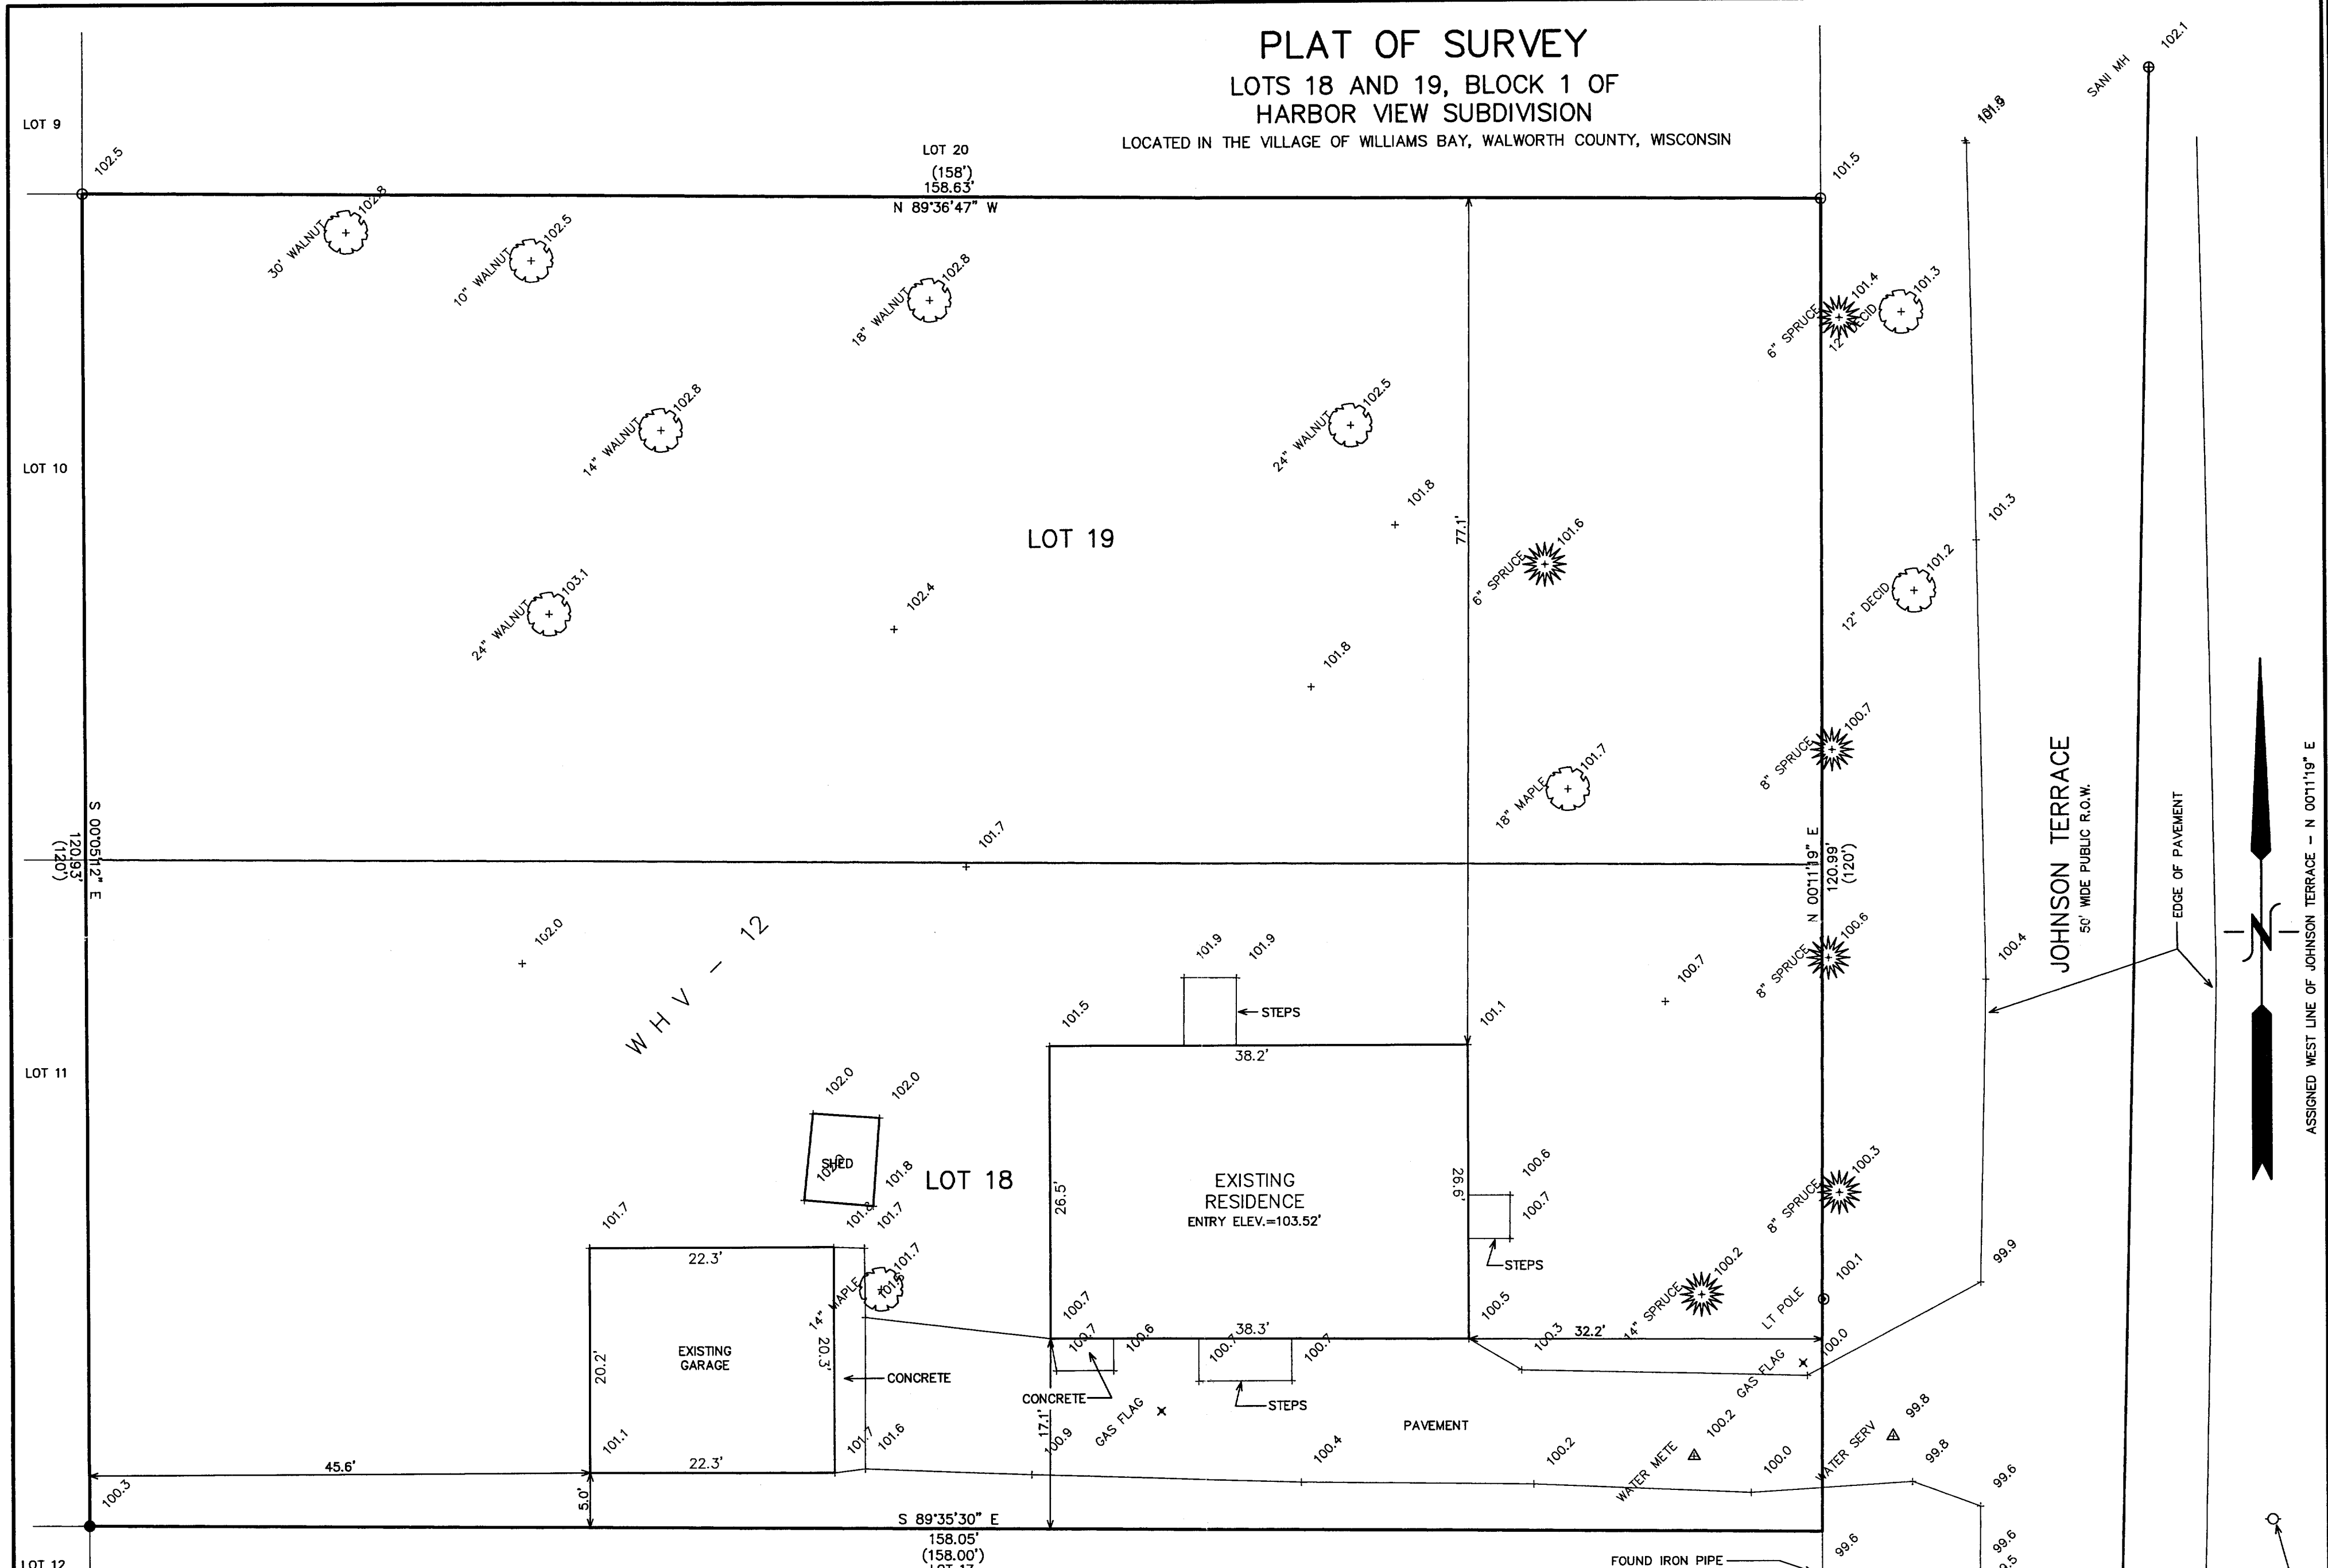 PLAT OF SURVEY
LOTS 18 AND 19, BLOCK 1 OF
HARBOR VIEW SUBDIVISION
LOCATED IN THE VILLAGE OF WILLIAMS BAY, WALWORTH COUNTY, WISCONSIN
SANI MH
102.1
LOT 9
102.5
LOT 20
(158')
158.63'
N 89°36'47" W
101.5
30' WALNUT
102.8
10" WALNUT
102.5
18" WALNUT
102.8
6" SPRUCE
101.4
12" DECID
101.3
14" WALNUT
102.8
24" WALNUT
102.5
LOT 10
101.8
LOT 19
77.1'
6" SPRUCE
101.6
101.3
12" DECID
101.2
24" WALNUT
103.1
102.4
101.8
8" SPRUCE
100.7
18" MAPLE
101.7
JOHNSON TERRACE
50' WIDE PUBLIC R.O.W.
EDGE OF PAVEMENT
ASSIGNED WEST LINE OF JOHNSON TERRACE - N 00°11'19" E
N
S 00°05'12" E
120.93'
(120')
101.7
N 00°11'19" E
120.99'
(120')
102.0
WHV - 12
101.9
101.9
STEPS
8" SPRUCE
100.6
100.4
100.7
101.5
101.1
38.2'
LOT 11
102.0
102.0
SHED
101.8
LOT 18
EXISTING
RESIDENCE
ENTRY ELEV.=103.52'
26.5'
26.6'
100.6
100.7
STEPS
8" SPRUCE
100.3
101.7
101.8
101.7
22.3'
14" MAPLE
101.7
EXISTING
GARAGE
20.2'
20.3'
CONCRETE
100.7
38.3'
100.5
100.7
100.6
100.7
100.7
CONCRETE
STEPS
14" SPRUCE
100.2
LT POLE
100.1
99.9
100.3
32.2'
GAS FLAG
100.0
GAS FLAG
17.1'
PAVEMENT
101.1
101.7
101.6
100.9
100.4
100.2
WATER METE
100.2
100.0
WATER SERV
99.8
99.8
99.6
22.3'
45.6'
100.3
5.0'
S 89°35'30" E
158.05'
(158.00')
LOT 17
LOT 12
FOUND IRON PIPE
99.6
99.6